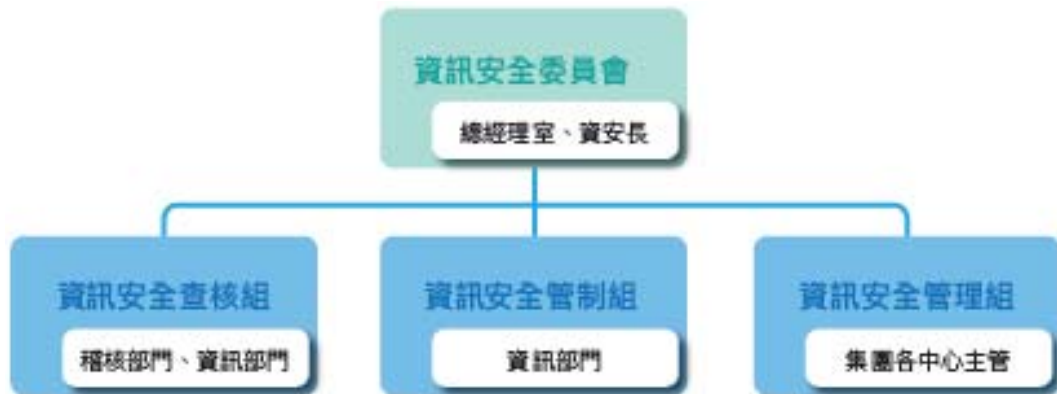 資訊安全委員會
總經理室、資安長
資訊安全查核組
稽核部門、資訊部門
資訊安全管制組
資訊部門
資訊安全管理組
集團各中心主管